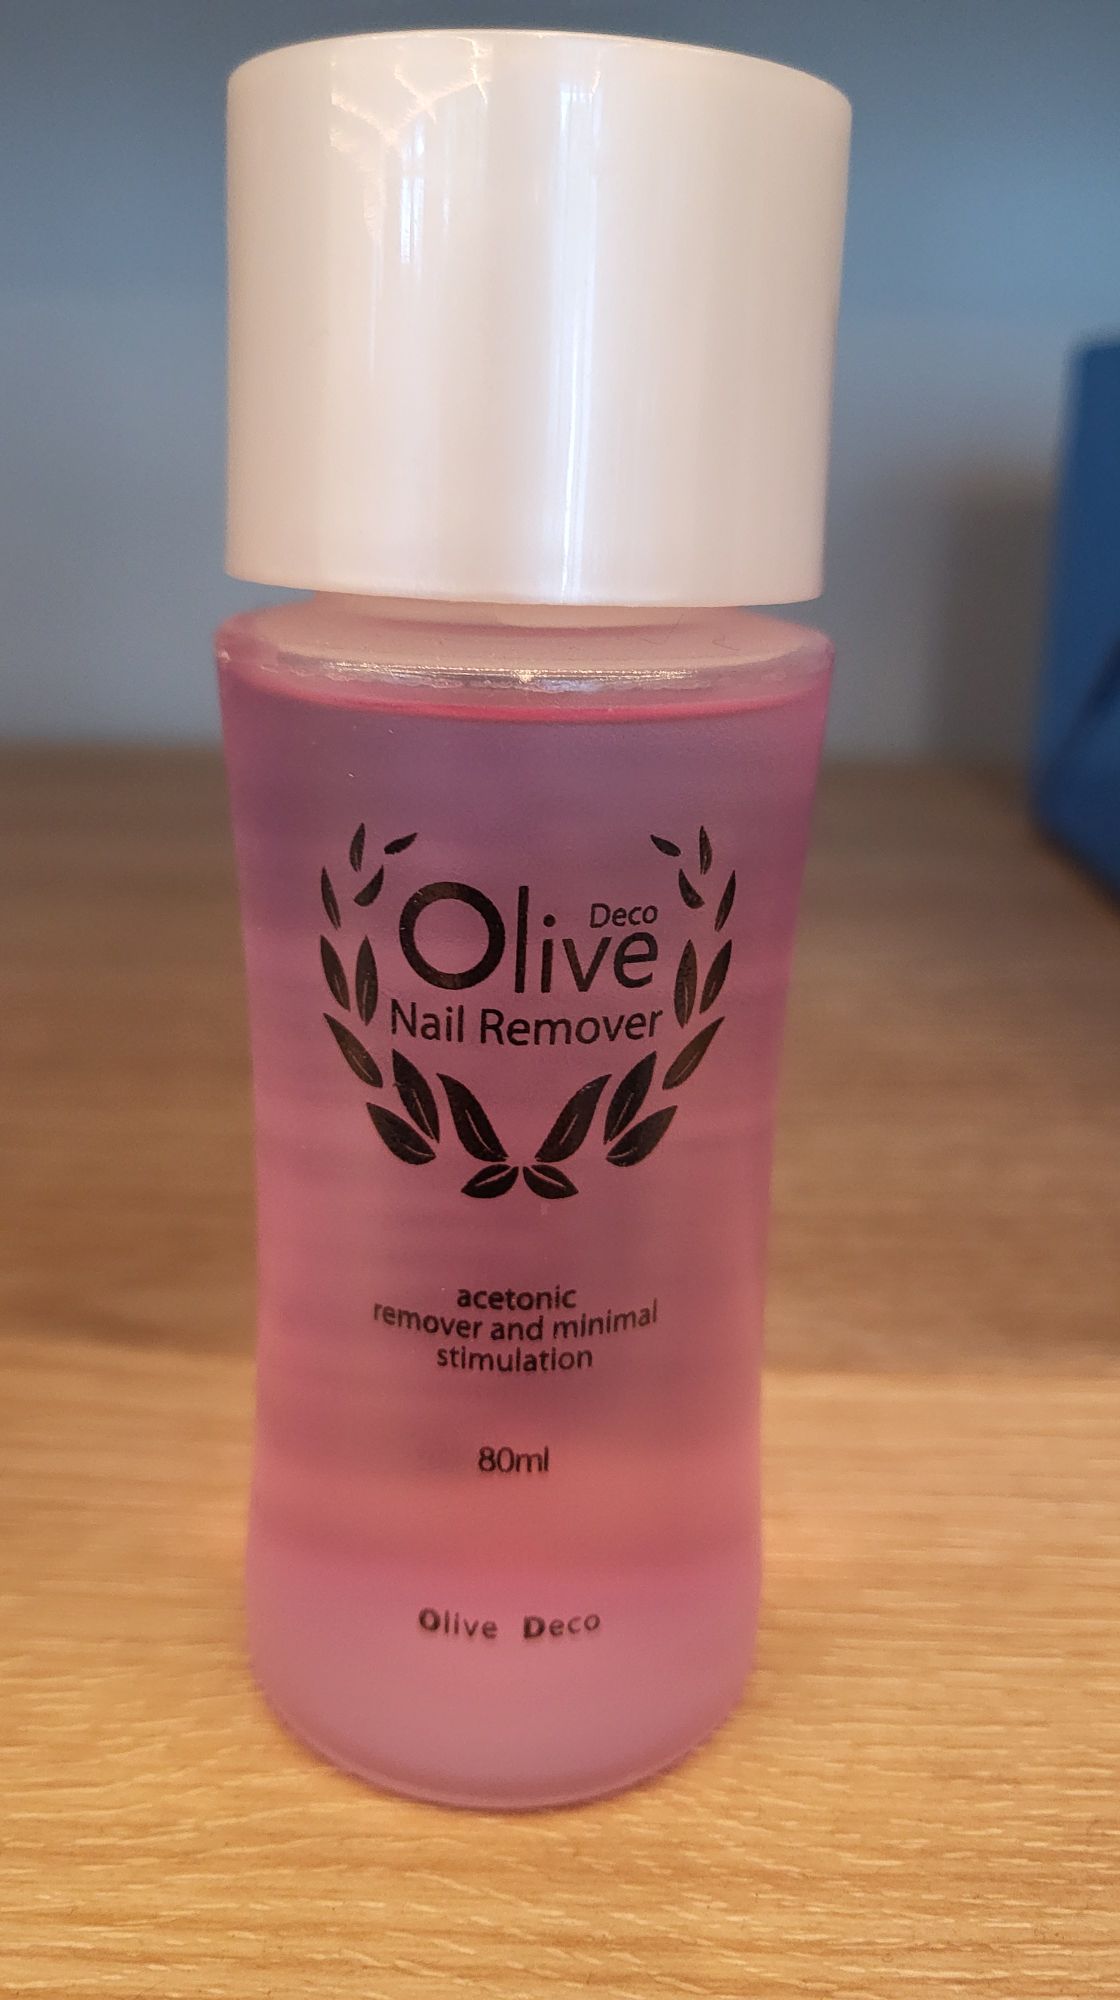 Deco
Olive
Nail Remover
acetonic
remover and minimal
stimulation
80ml
Olive Deco